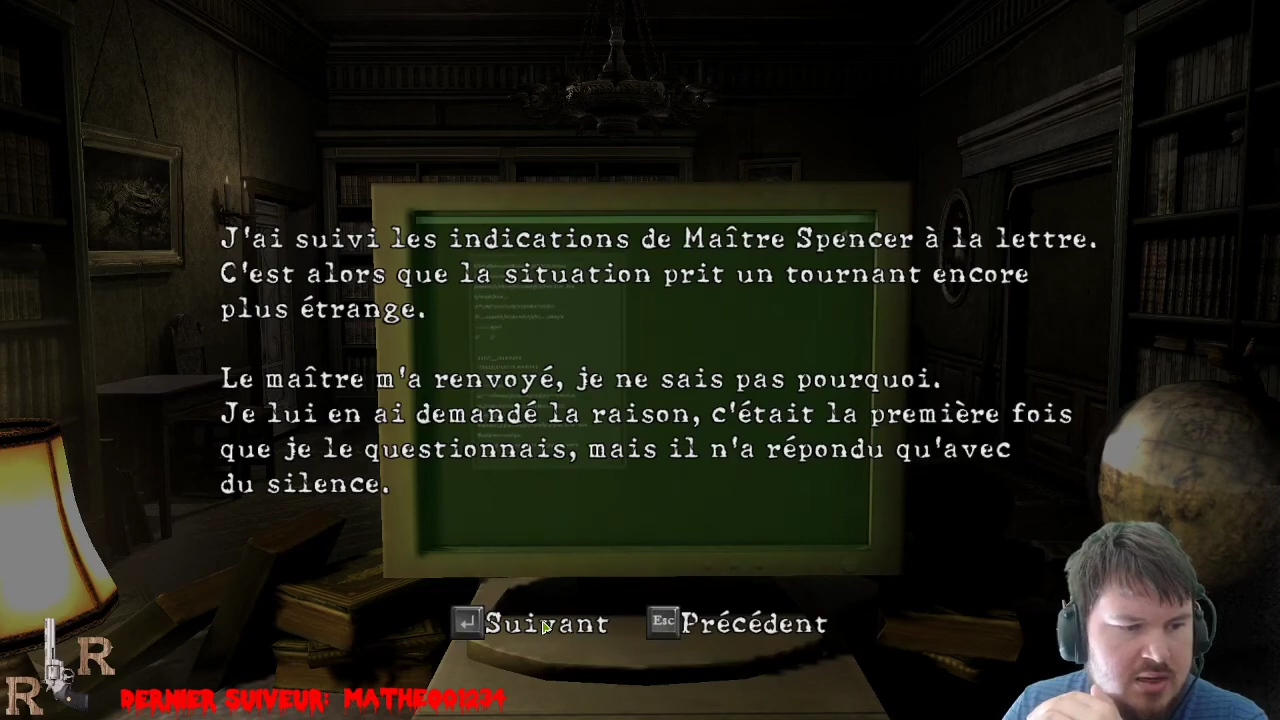 J'ai suivi les indications de Maître Spencer à la lettre.
C'est alors que la situation prit un tournant encore
plus étrange.
Le maître m'a renvoyé, je ne sais pas pourquoi.
Je lui en ai demandé la raison, c'était la première fois
que je le questionnais, mais il n'a répondu qu'avec
du silence.
Suivant
Esc Précédent
R
R
DERNIER SUIVEUR: MATHEO01234